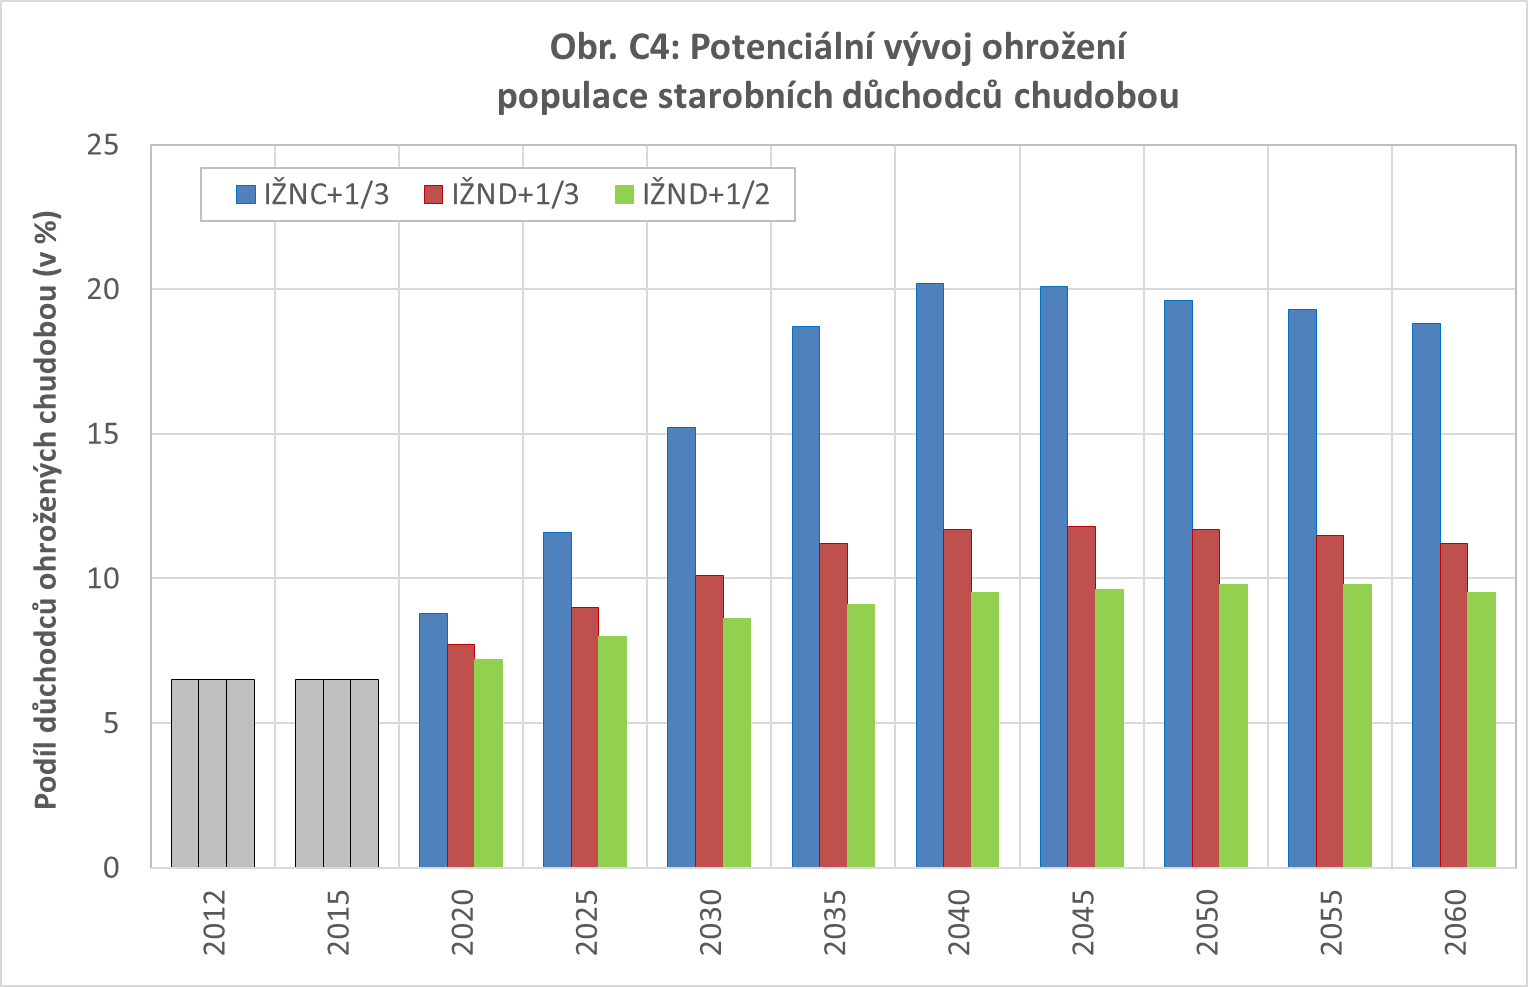 Obr. C4: Potenciální vývoj ohrožení
populace starobních důchodců chudobou
Podíl důchodců ohrožených chudobou (v %)
25
20
15
10
5
0
IŽNC+1/3 IŽND+1/3 IŽND+1/2
2012 2015 2020 2025 2030 2035 2040 2045 2050 2055 2060